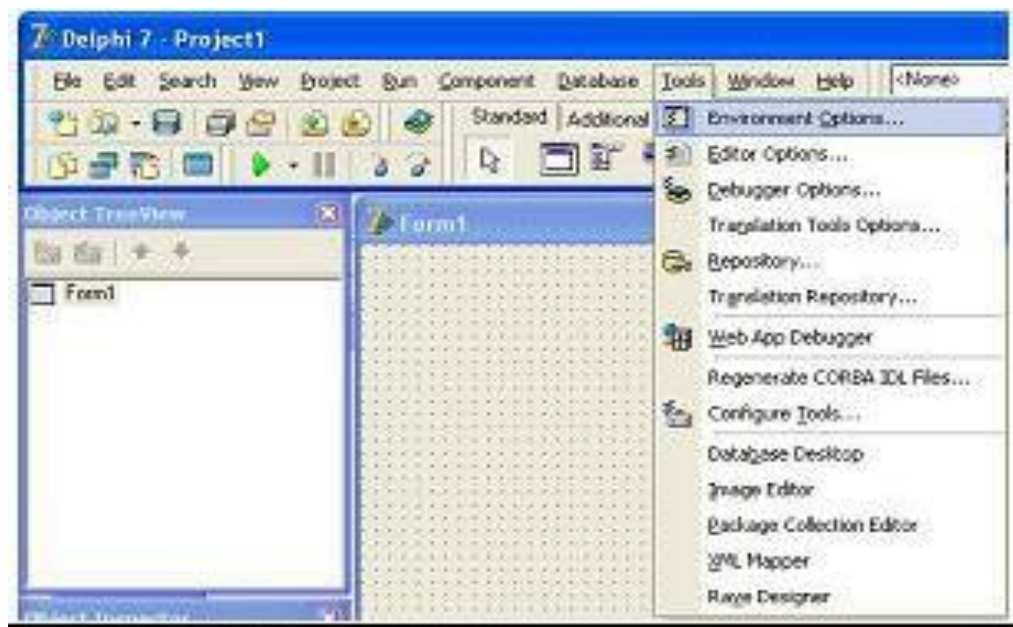 Delphi 7 - Project1
File Edit Search View Project Run Component Database Tools Window Help <None>
Standard Additional
Object TreeView
Form1
Form1
Environment Options...
Editor Options...
Debugger Options...
Translation Tools Options...
Repository...
Translation Repository...
Web App Debugger
Regenerate CORBA IDL Files...
Configure Tools...
Database Desktop
Image Editor
Package Collection Editor
XML Mapper
Rave Designer